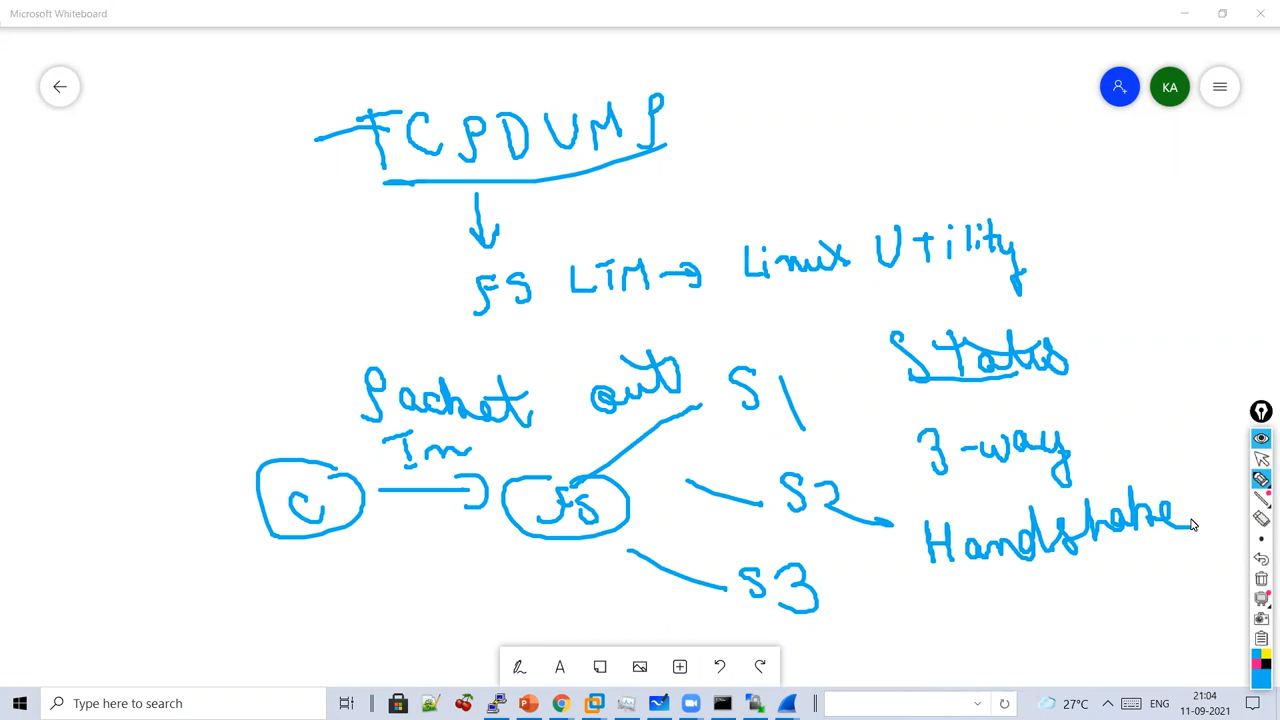 Microsoft Whiteboard
KA
TCPDUMP
F5 LTM → Linux Utility
Status
Packet out S1
In
3-way
C F5 S2
Handshake
S3
A
Type here to search
27°C
ENG
21:04
11-09-2021